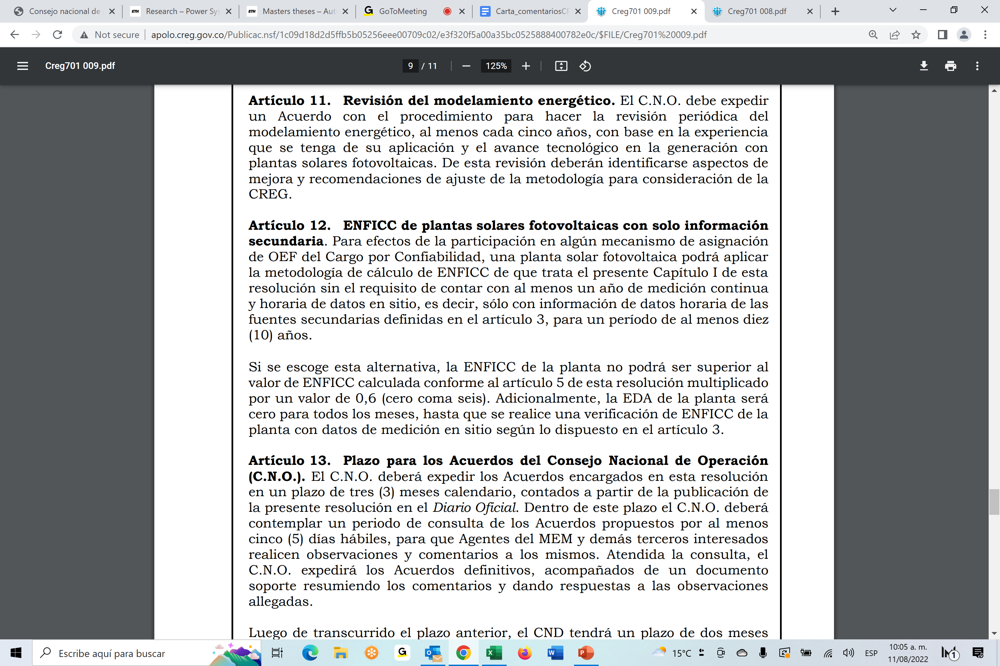 Consejo nacional de
Research – Power Sys
Masters theses – Aut
GoToMeeting
Carta_comentariosCR
Creg701 009.pdf
Creg701 008.pdf
Not secure
apolo.creg.gov.co/Publicac.nsf/1c09d18d2d5ffb5b05256eee00709c02/e3f320f5a00a35bc0525888400782e0c/$FILE/Creg701%20009.pdf
Creg701 009.pdf
9 / 11
125%
Artículo 11. Revisión del modelamiento energético. El C.N.O. debe expedir
un Acuerdo con el procedimiento para hacer la revisión periódica del
modelamiento energético, al menos cada cinco años, con base en la experiencia
que se tenga de su aplicación y el avance tecnológico en la generación con
plantas solares fotovoltaicas. De esta revisión deberán identificarse aspectos de
mejora y recomendaciones de ajuste de la metodología para consideración de la
CREG.
Artículo 12. ENFICC de plantas solares fotovoltaicas con solo información
secundaria. Para efectos de la participación en algún mecanismo de asignación
de OEF del Cargo por Confiabilidad, una planta solar fotovoltaica podrá aplicar
la metodología de cálculo de ENFICC de que trata el presente Capítulo I de esta
resolución sin el requisito de contar con al menos un año de medición continua
y horaria de datos en sitio, es decir, sólo con información de datos horaria de las
fuentes secundarias definidas en el artículo 3, para un período de al menos diez
(10) años.
Si se escoge esta alternativa, la ENFICC de la planta no podrá ser superior al
valor de ENFICC calculada conforme al artículo 5 de esta resolución multiplicado
por un valor de 0,6 (cero coma seis). Adicionalmente, la EDA de la planta será
cero para todos los meses, hasta que se realice una verificación de ENFICC de la
planta con datos de medición en sitio según lo dispuesto en el artículo 3.
Artículo 13. Plazo para los Acuerdos del Consejo Nacional de Operación
(C.N.O.). El C.N.O. deberá expedir los Acuerdos encargados en esta resolución
en un plazo de tres (3) meses calendario, contados a partir de la publicación de
la presente resolución en el Diario Oficial. Dentro de este plazo el C.N.O. deberá
contemplar un periodo de consulta de los Acuerdos propuestos por al menos
cinco (5) días hábiles, para que Agentes del MEM y demás terceros interesados
realicen observaciones y comentarios a los mismos. Atendida la consulta, el
C.N.O. expedirá los Acuerdos definitivos, acompañados de un documento
soporte resumiendo los comentarios y dando respuestas a las observaciones
allegadas.
Luego de transcurrido el plazo anterior, el CND tendrá un plazo de dos meses
Escribe aquí para buscar
15°C
ESP
10:05 a. m.
11/08/2022
1